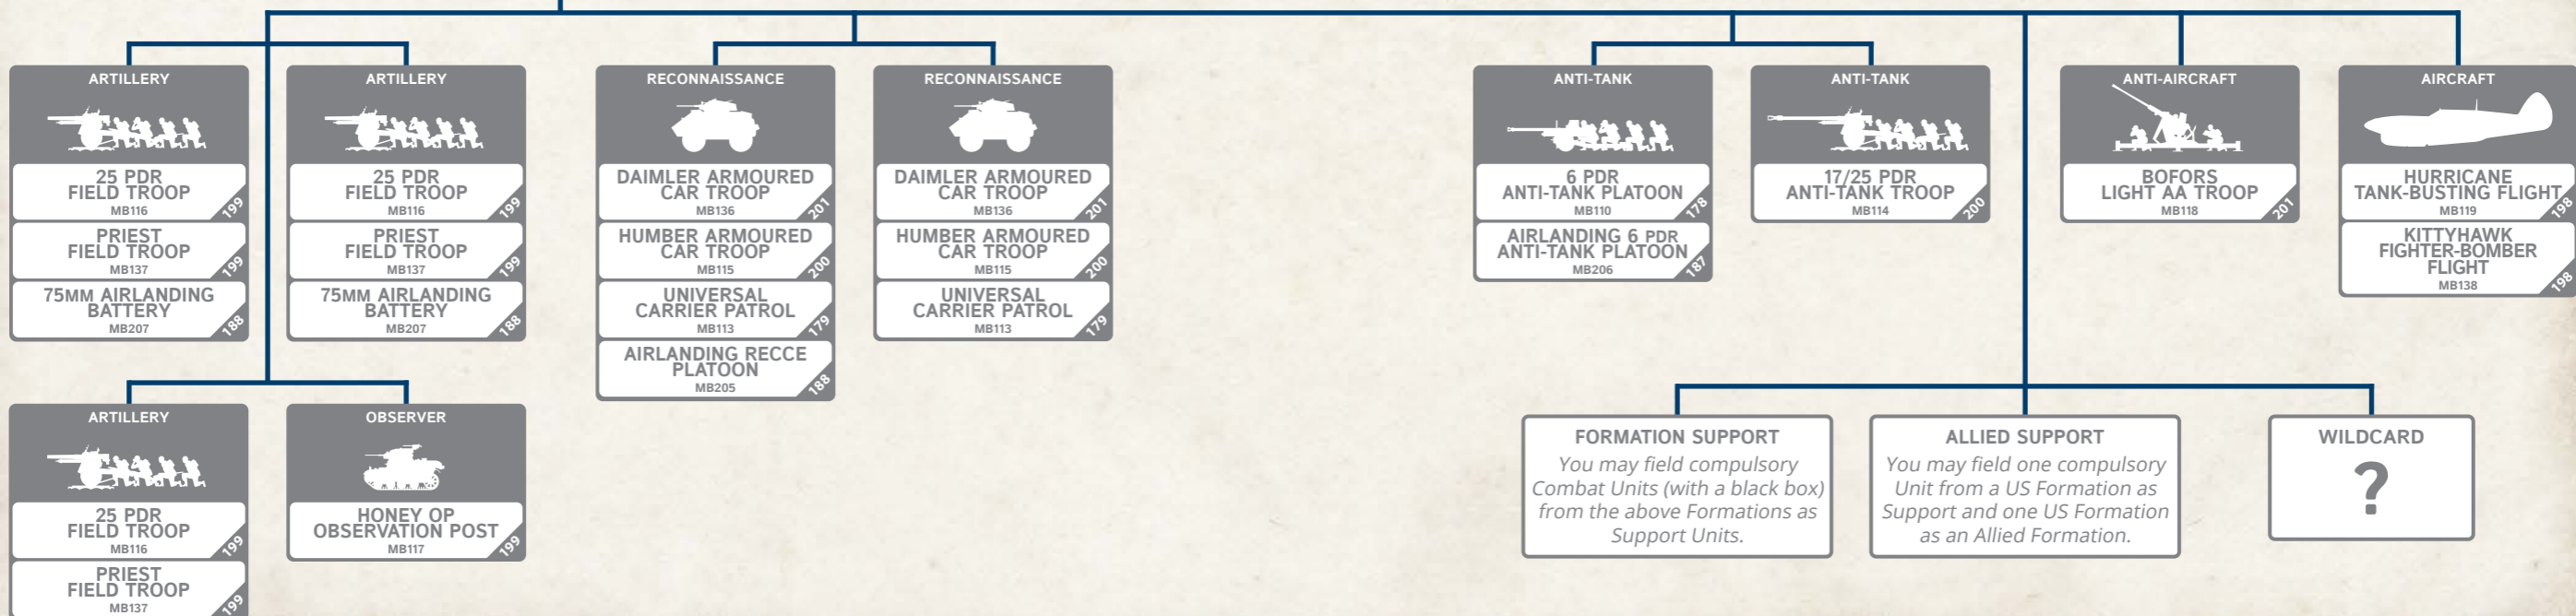 ARTILLERY
25 PDR
FIELD TROOP
MB116
199
PRIEST
FIELD TROOP
MB137
199
75MM AIRLANDING
BATTERY
MB207
188
ARTILLERY
25 PDR
FIELD TROOP
MB116
199
PRIEST
FIELD TROOP
MB137
199
75MM AIRLANDING
BATTERY
MB207
188
RECONNAISSANCE
DAIMLER ARMOURED
CAR TROOP
MB136
201
HUMBER ARMOURED
CAR TROOP
MB115
200
UNIVERSAL
CARRIER PATROL
MB113
179
AIRLANDING RECCE
PLATOON
MB205
188
RECONNAISSANCE
DAIMLER ARMOURED
CAR TROOP
MB136
201
HUMBER ARMOURED
CAR TROOP
MB115
200
UNIVERSAL
CARRIER PATROL
MB113
179
ANTI-TANK
6 PDR
ANTI-TANK PLATOON
MB110
178
AIRLANDING 6 PDR
ANTI-TANK PLATOON
MB206
187
ANTI-TANK
17/25 PDR
ANTI-TANK TROOP
MB114
200
ANTI-AIRCRAFT
BOFORS
LIGHT AA TROOP
MB118
201
AIRCRAFT
HURRICANE
TANK-BUSTING FLIGHT
MB119
198
KITTYHAWK
FIGHTER-BOMBER
FLIGHT
MB138
198
ARTILLERY
25 PDR
FIELD TROOP
MB116
199
PRIEST
FIELD TROOP
MB137
199
OBSERVER
HONEY OP
OBSERVATION POST
MB117
199
FORMATION SUPPORT
You may field compulsory
Combat Units (with a black box)
from the above Formations as
Support Units.
ALLIED SUPPORT
You may field one compulsory
Unit from a US Formation as
Support and one US Formation
as an Allied Formation.
WILDCARD
?